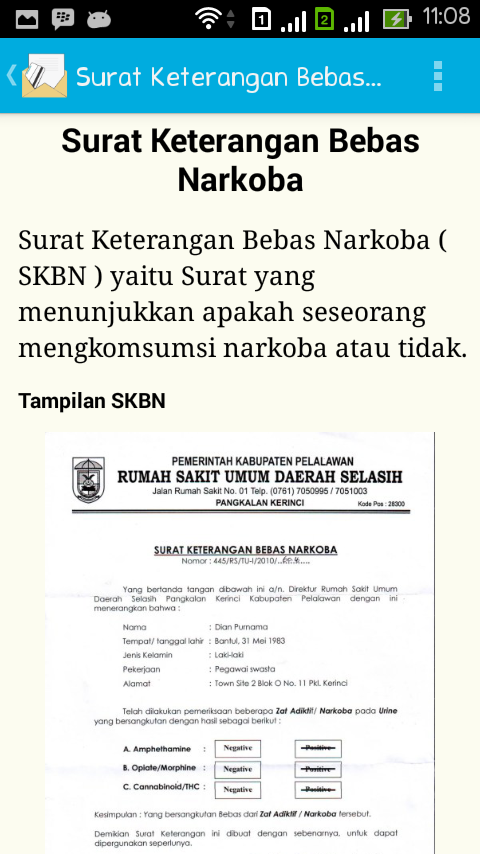 11:08
Surat Keterangan Bebas...
Surat Keterangan Bebas
Narkoba
Surat Keterangan Bebas Narkoba (
SKBN ) yaitu Surat yang
menunjukkan apakah seseorang
mengkomsumsi narkoba atau tidak.
Tampilan SKBN
PEMERINTAH KABUPATEN PELALAWAN
RUMAH SAKIT UMUM DAERAH SELASIH
Jalan Rumah Sakit No. 01 Telp. (0761) 7050995 / 7051003
PANGKALAN KERINCI Kode Pos : 28300
SURAT KETERANGAN BEBAS NARKOBA
Nomor : 445/RS/TU-I/2010/
Yang bertanda tangan dibawah ini a/n. Direktur Rumah Sakit Umum
Daerah Selasih Pangkalan Kerinci Kabupaten Pelalawan dengan ini
menerangkan bahwa :
Nama : Dian Purnama
Tempat/ tanggal lahir : Bantul, 31 Mei 1983
Jenis Kelamin : Laki-laki
Pekerjaan : Pegawai swasta
Alamat : Town Site 2 Blok O No. 11 Pkl. Kerinci
Telah dilakukan pemeriksaan beberapa Zat Adiktif/ Narkoba pada Urine
yang bersangkutan dengan hasil sebagai berikut :
A. Amphethamine : Negative Positive
B. Opiate/Morphine : Negative Positive
C. Cannabinoid/THC : Negative Positive
Kesimpulan : Yang bersangkutan Bebas dari Zat Adiktif / Narkoba tersebut.
Demikian Surat Keterangan ini dibuat dengan sebenarnya, untuk dapat
dipergunakan seperlunya.